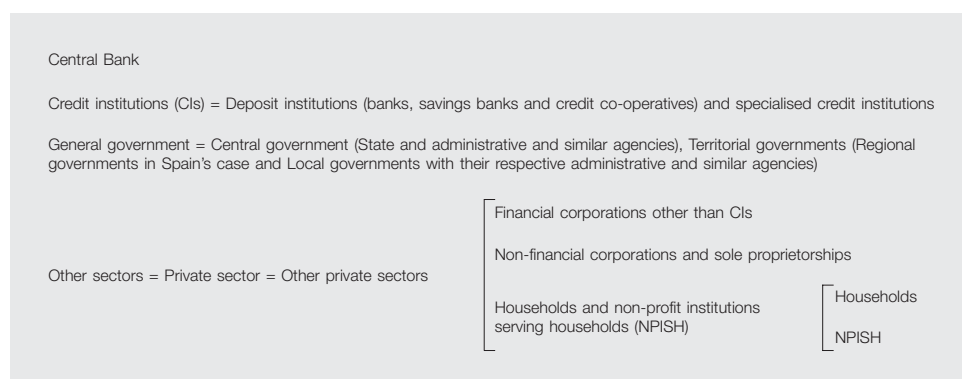 Central Bank
Credit institutions (CIs) = Deposit institutions (banks, savings banks and credit co-operatives) and specialised credit institutions
General government = Central government (State and administrative and similar agencies), Territorial governments (Regional
governments in Spain's case and Local governments with their respective administrative and similar agencies)
Other sectors = Private sector = Other private sectors
Financial corporations other than CIs
Non-financial corporations and sole proprietorships
Households and non-profit institutions
serving households (NPISH)
Households
NPISH